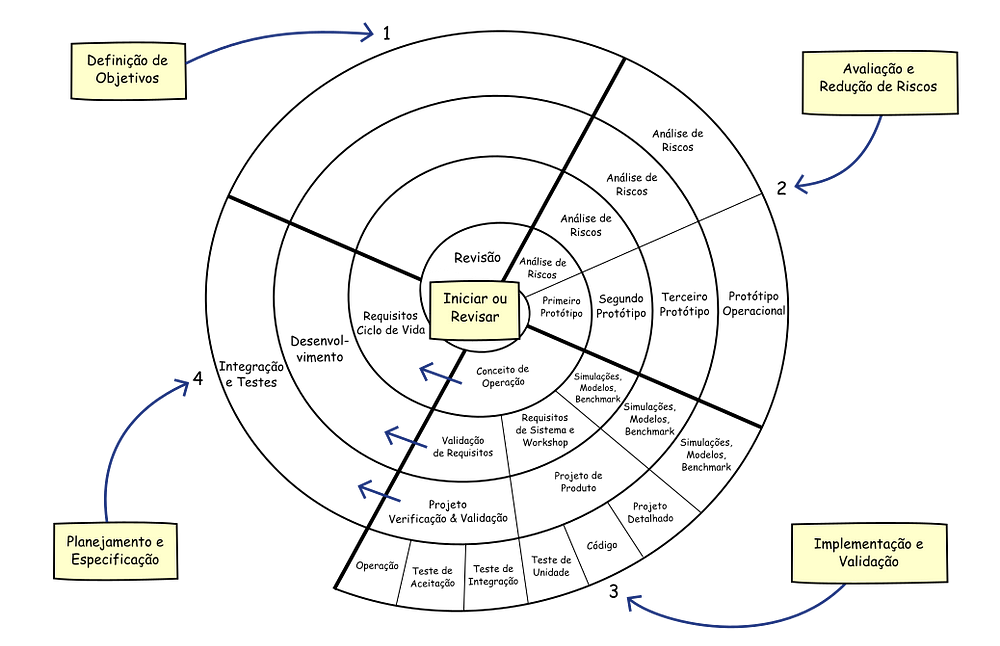 1
Definição de
Objetivos
Avaliação e
Redução de Riscos
2
Análise de
Riscos
Análise de
Riscos
Análise de
Riscos
Análise de
Riscos
Revisão
Iniciar ou
Revisar
Primeiro
Protótipo
Segundo
Protótipo
Terceiro
Protótipo
Protótipo
Operacional
Requisitos
Ciclo de Vida
Desenvol-
vimento
Integração
e Testes
4
Conceito de
Operação
Simulações,
Modelos,
Benchmark
Simulações,
Modelos,
Benchmark
Simulações,
Modelos,
Benchmark
Requisitos
de Sistema e
Workshop
Validação
de Requisitos
Projeto de
Produto
Projeto
Verificação & Validação
Projeto
Detalhado
Código
Teste de
Unidade
Teste de
Integração
Teste de
Aceitação
Operação
3
Planejamento e
Especificação
Implementação e
Validação